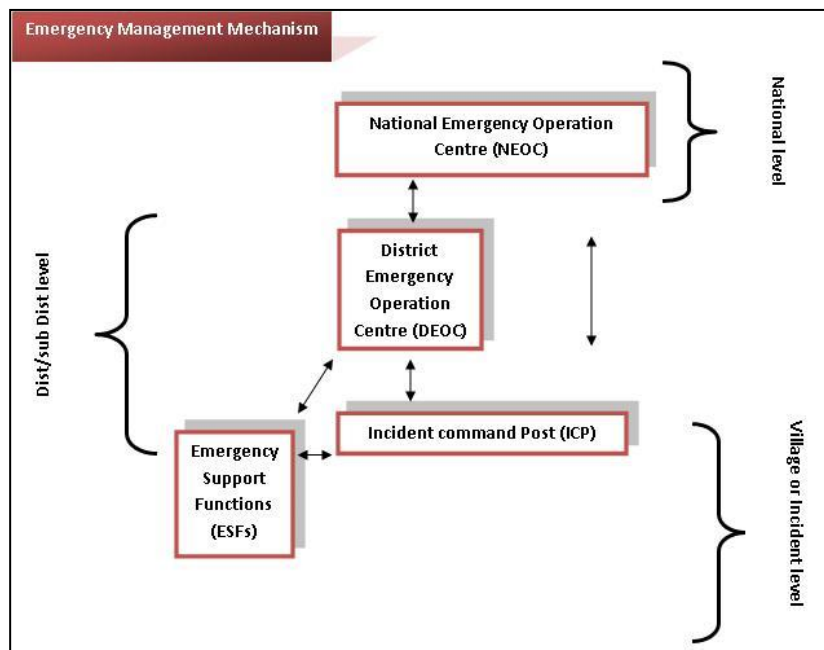 Emergency Management Mechanism
National Emergency Operation
Centre (NEOC)
National level
District
Emergency
Operation
Centre (DEOC)
Dist/sub Dist level
Incident command Post (ICP)
Emergency
Support
Functions
(ESFs)
Village or Incident level